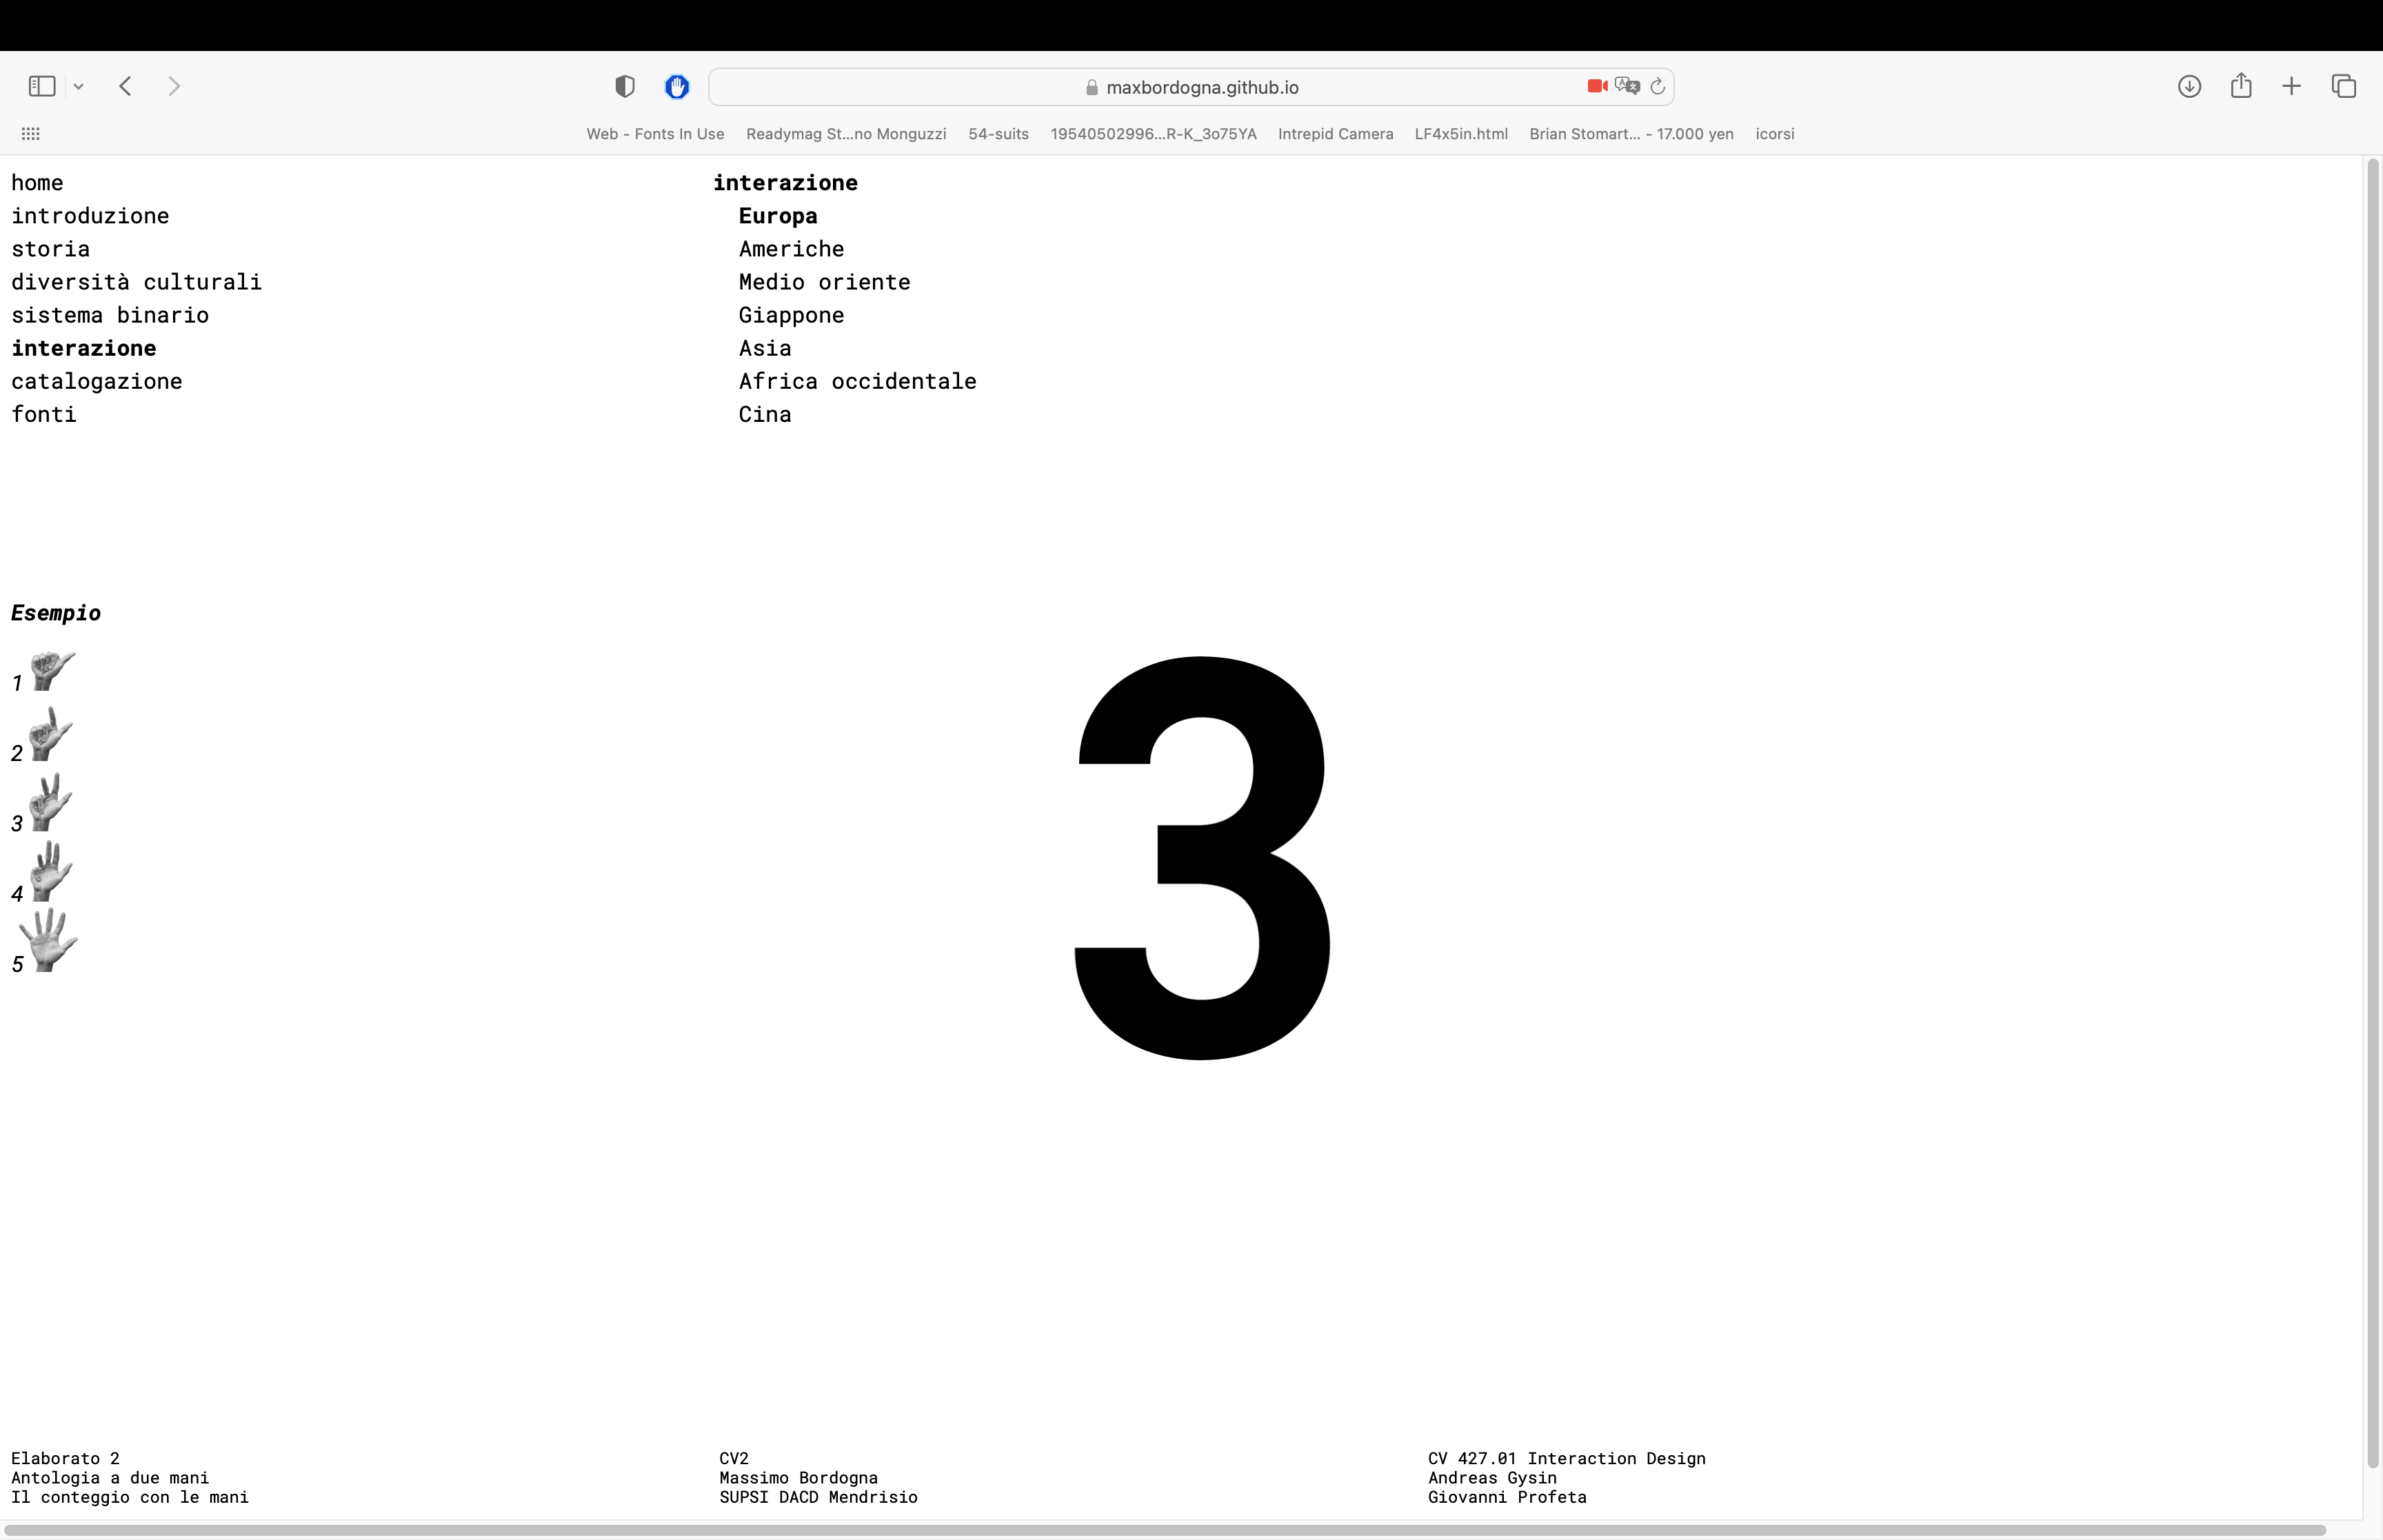 maxbordogna.github.io
Web - Fonts In Use
Readymag St...no Monguzzi
54-suits
19540502996...R-K_3o75YA
Intrepid Camera
LF4x5in.html
Brian Stomart... - 17.000 yen
icorsi
home
introduzione
storia
diversità culturali
sistema binario
interazione
catalogazione
fonti
interazione
Europa
Americhe
Medio oriente
Giappone
Asia
Africa occidentale
Cina
Esempio
1
2
3
4
5
3
Elaborato 2
Antologia a due mani
Il conteggio con le mani
CV2
Massimo Bordogna
SUPSI DACD Mendrisio
CV 427.01 Interaction Design
Andreas Gysin
Giovanni Profeta